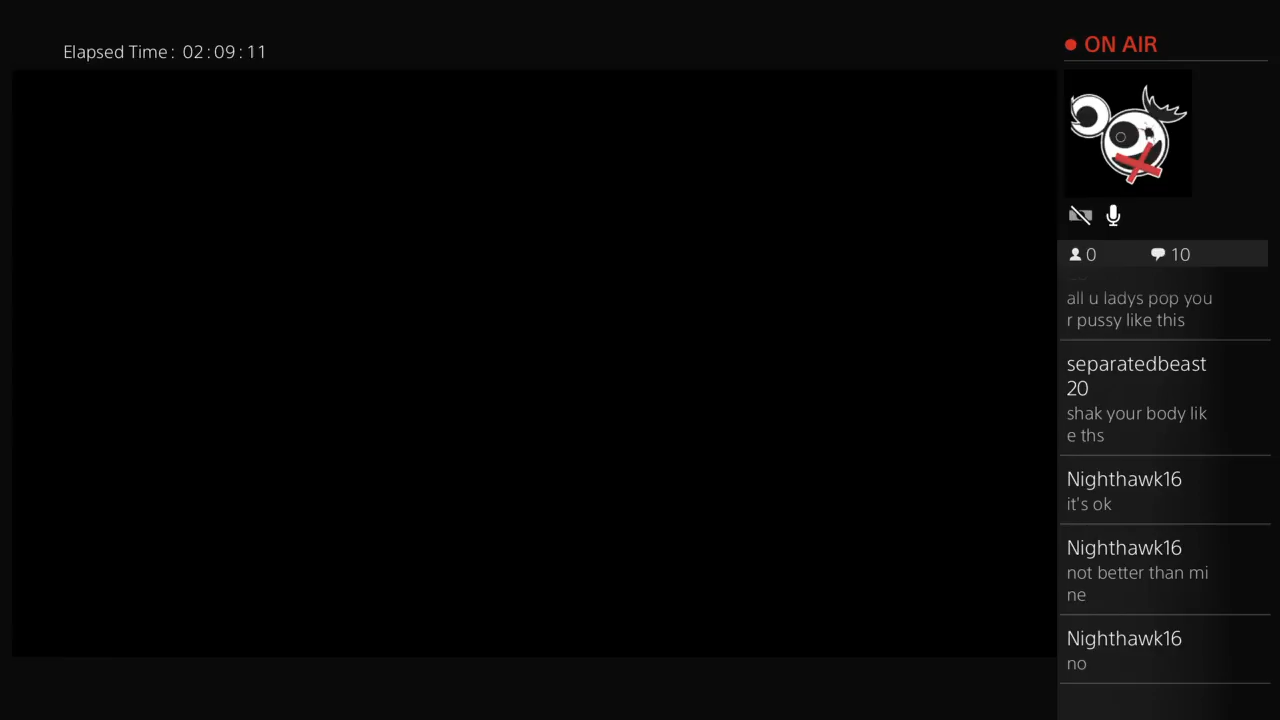 Elapsed Time: 02:09:11
ON AIR
0 10
all u ladys pop you
r pussy like this
separatedbeast
20
shak your body lik
e ths
Nighthawk16
it's ok
Nighthawk16
not better than mi
ne
Nighthawk16
no